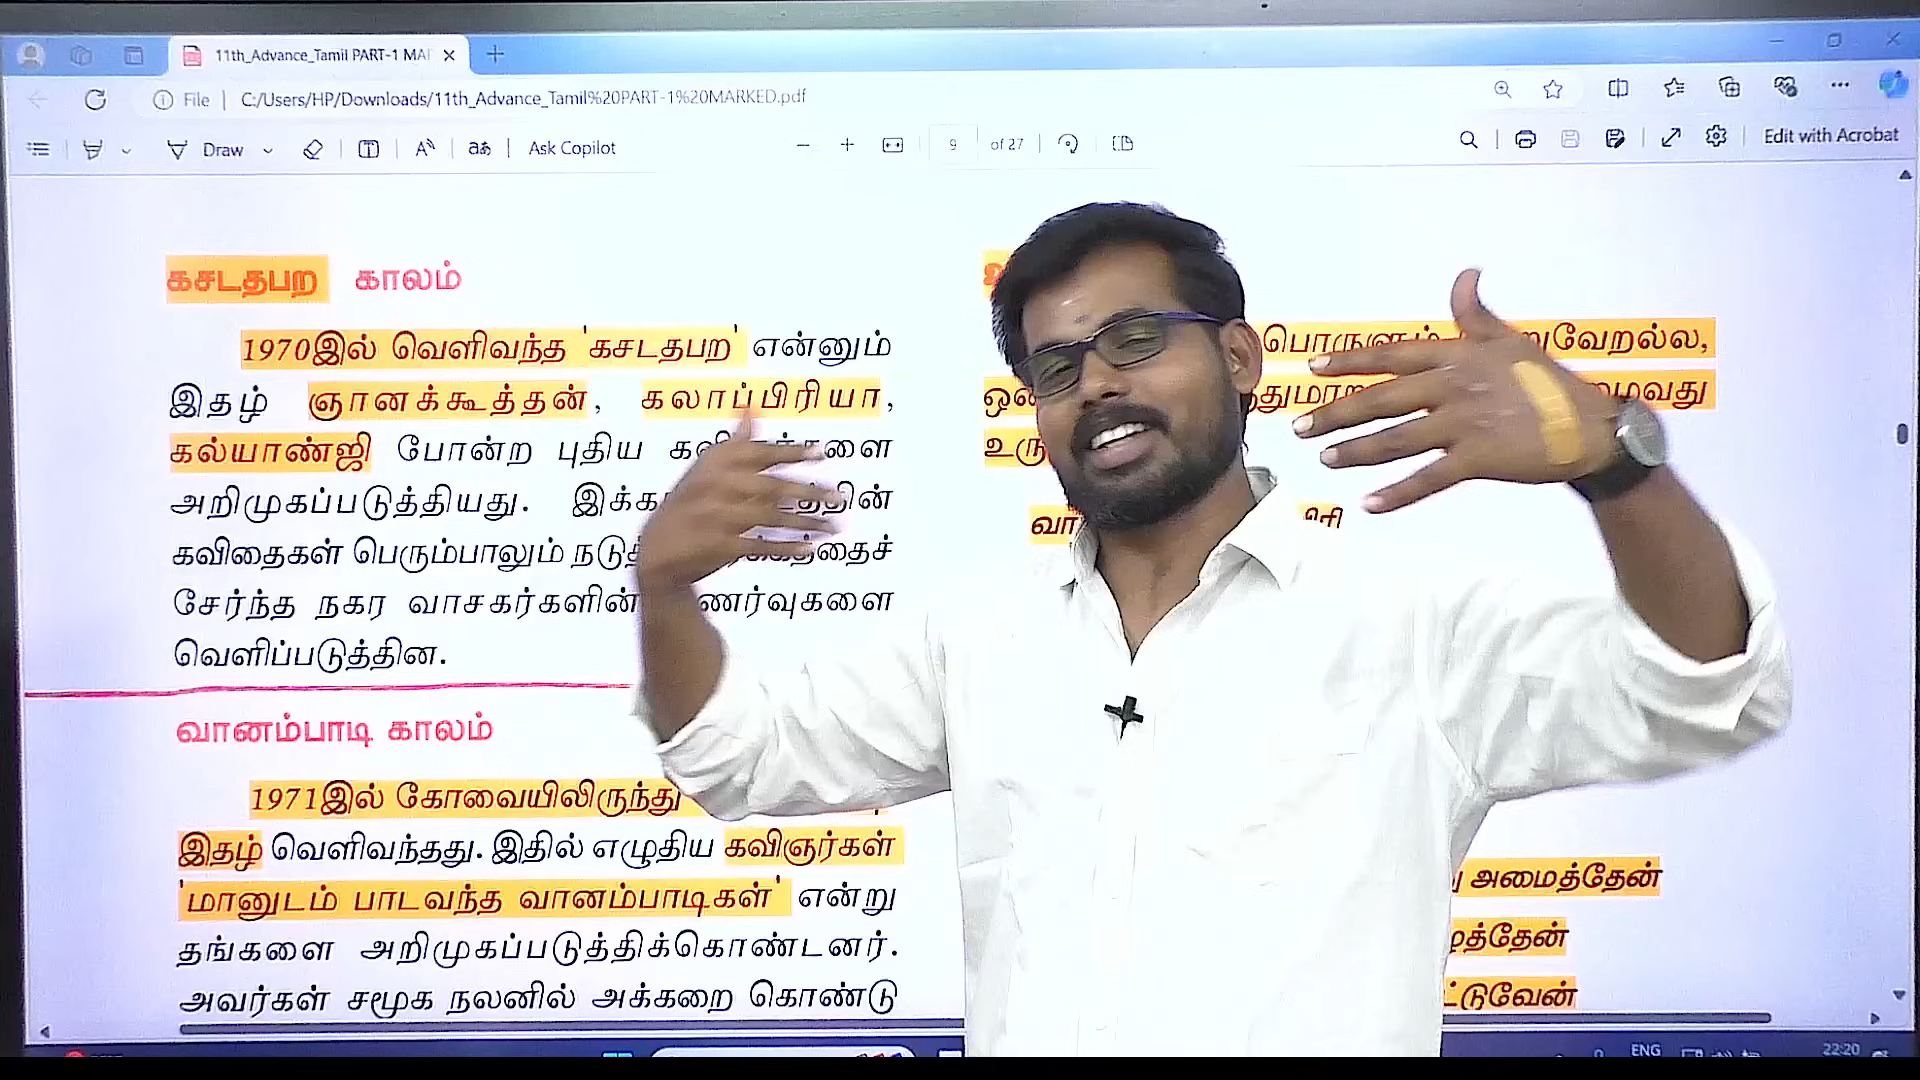 11th_Advance_Tamil PART-1 MAR
File
C:/Users/HP/Downloads/11th_Advance_Tamil%20PART-1%20MARKED.pdf
Draw
Ask Copilot
9 of 27
Edit with Acrobat
கசடதபற காலம்
1970இல் வெளிவந்த 'கசடதபற' என்னும்
இதழ் ஞானக்கூத்தன், கலாப்பிரியா,
கல்யாண்ஜி போன்ற புதிய
அறிமுகப்படுத்தியது.
கவிதைகள் பெரும்பாலும்
சேர்ந்த நகர வாசகர்களின்
வெளிப்படுத்தின.
வானம்பாடி காலம்
1971இல் கோவையிலிருந்து
இதழ் வெளிவந்தது. இதில் எழுதிய கவிஞர்கள்
'மானுடம் பாடவந்த வானம்பாடிகள்' என்று
தங்களை அறிமுகப்படுத்திக்கொண்டனர்.
அவர்கள் சமூக நலனில் அக்கறை கொண்டு
பொருளும்
அமைத்தேன்
ENG
22:20